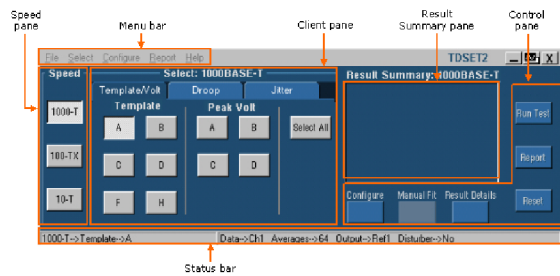 Speed pane
Menu bar
Client pane
Result Summary pane
Control pane
File Select Configure Report Help
TDSET2
Speed
Select: 1000BASE-T
Result Summary: 1000BASE-T
Template/Volt Droop Jitter
Template Peak Volt
1000-T
A B A B Select All
Run Test
100-TX
C D C D
Report
10-T
F H
Configure Manual Fit Result Details
Reset
1000-T->Template->A Data->Ch1 Averages->64 Output->Ref1 Disturber->No
Status bar